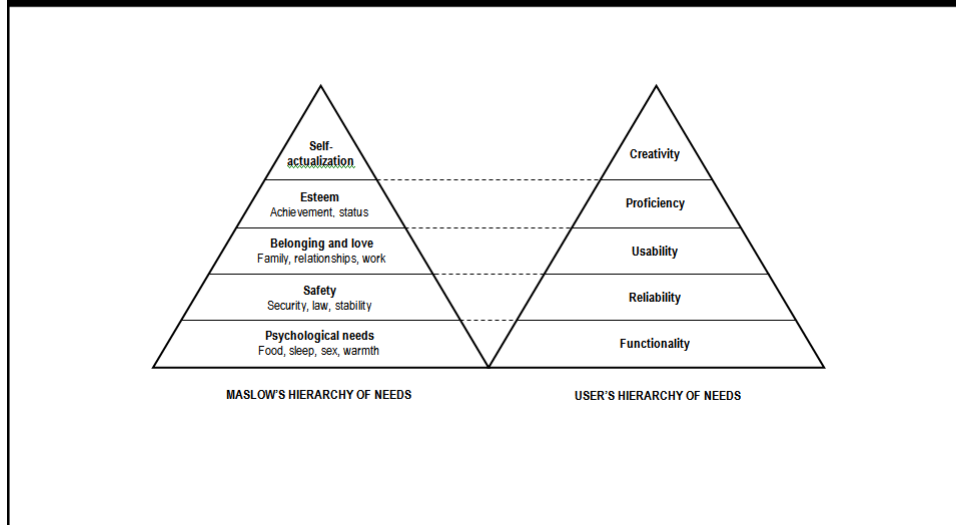 Self-
actualization
Esteem
Achievement, status
Belonging and love
Family, relationships, work
Safety
Security, law, stability
Psychological needs
Food, sleep, sex, warmth
MASLOW'S HIERARCHY OF NEEDS
Creativity
Proficiency
Usability
Reliability
Functionality
USER'S HIERARCHY OF NEEDS